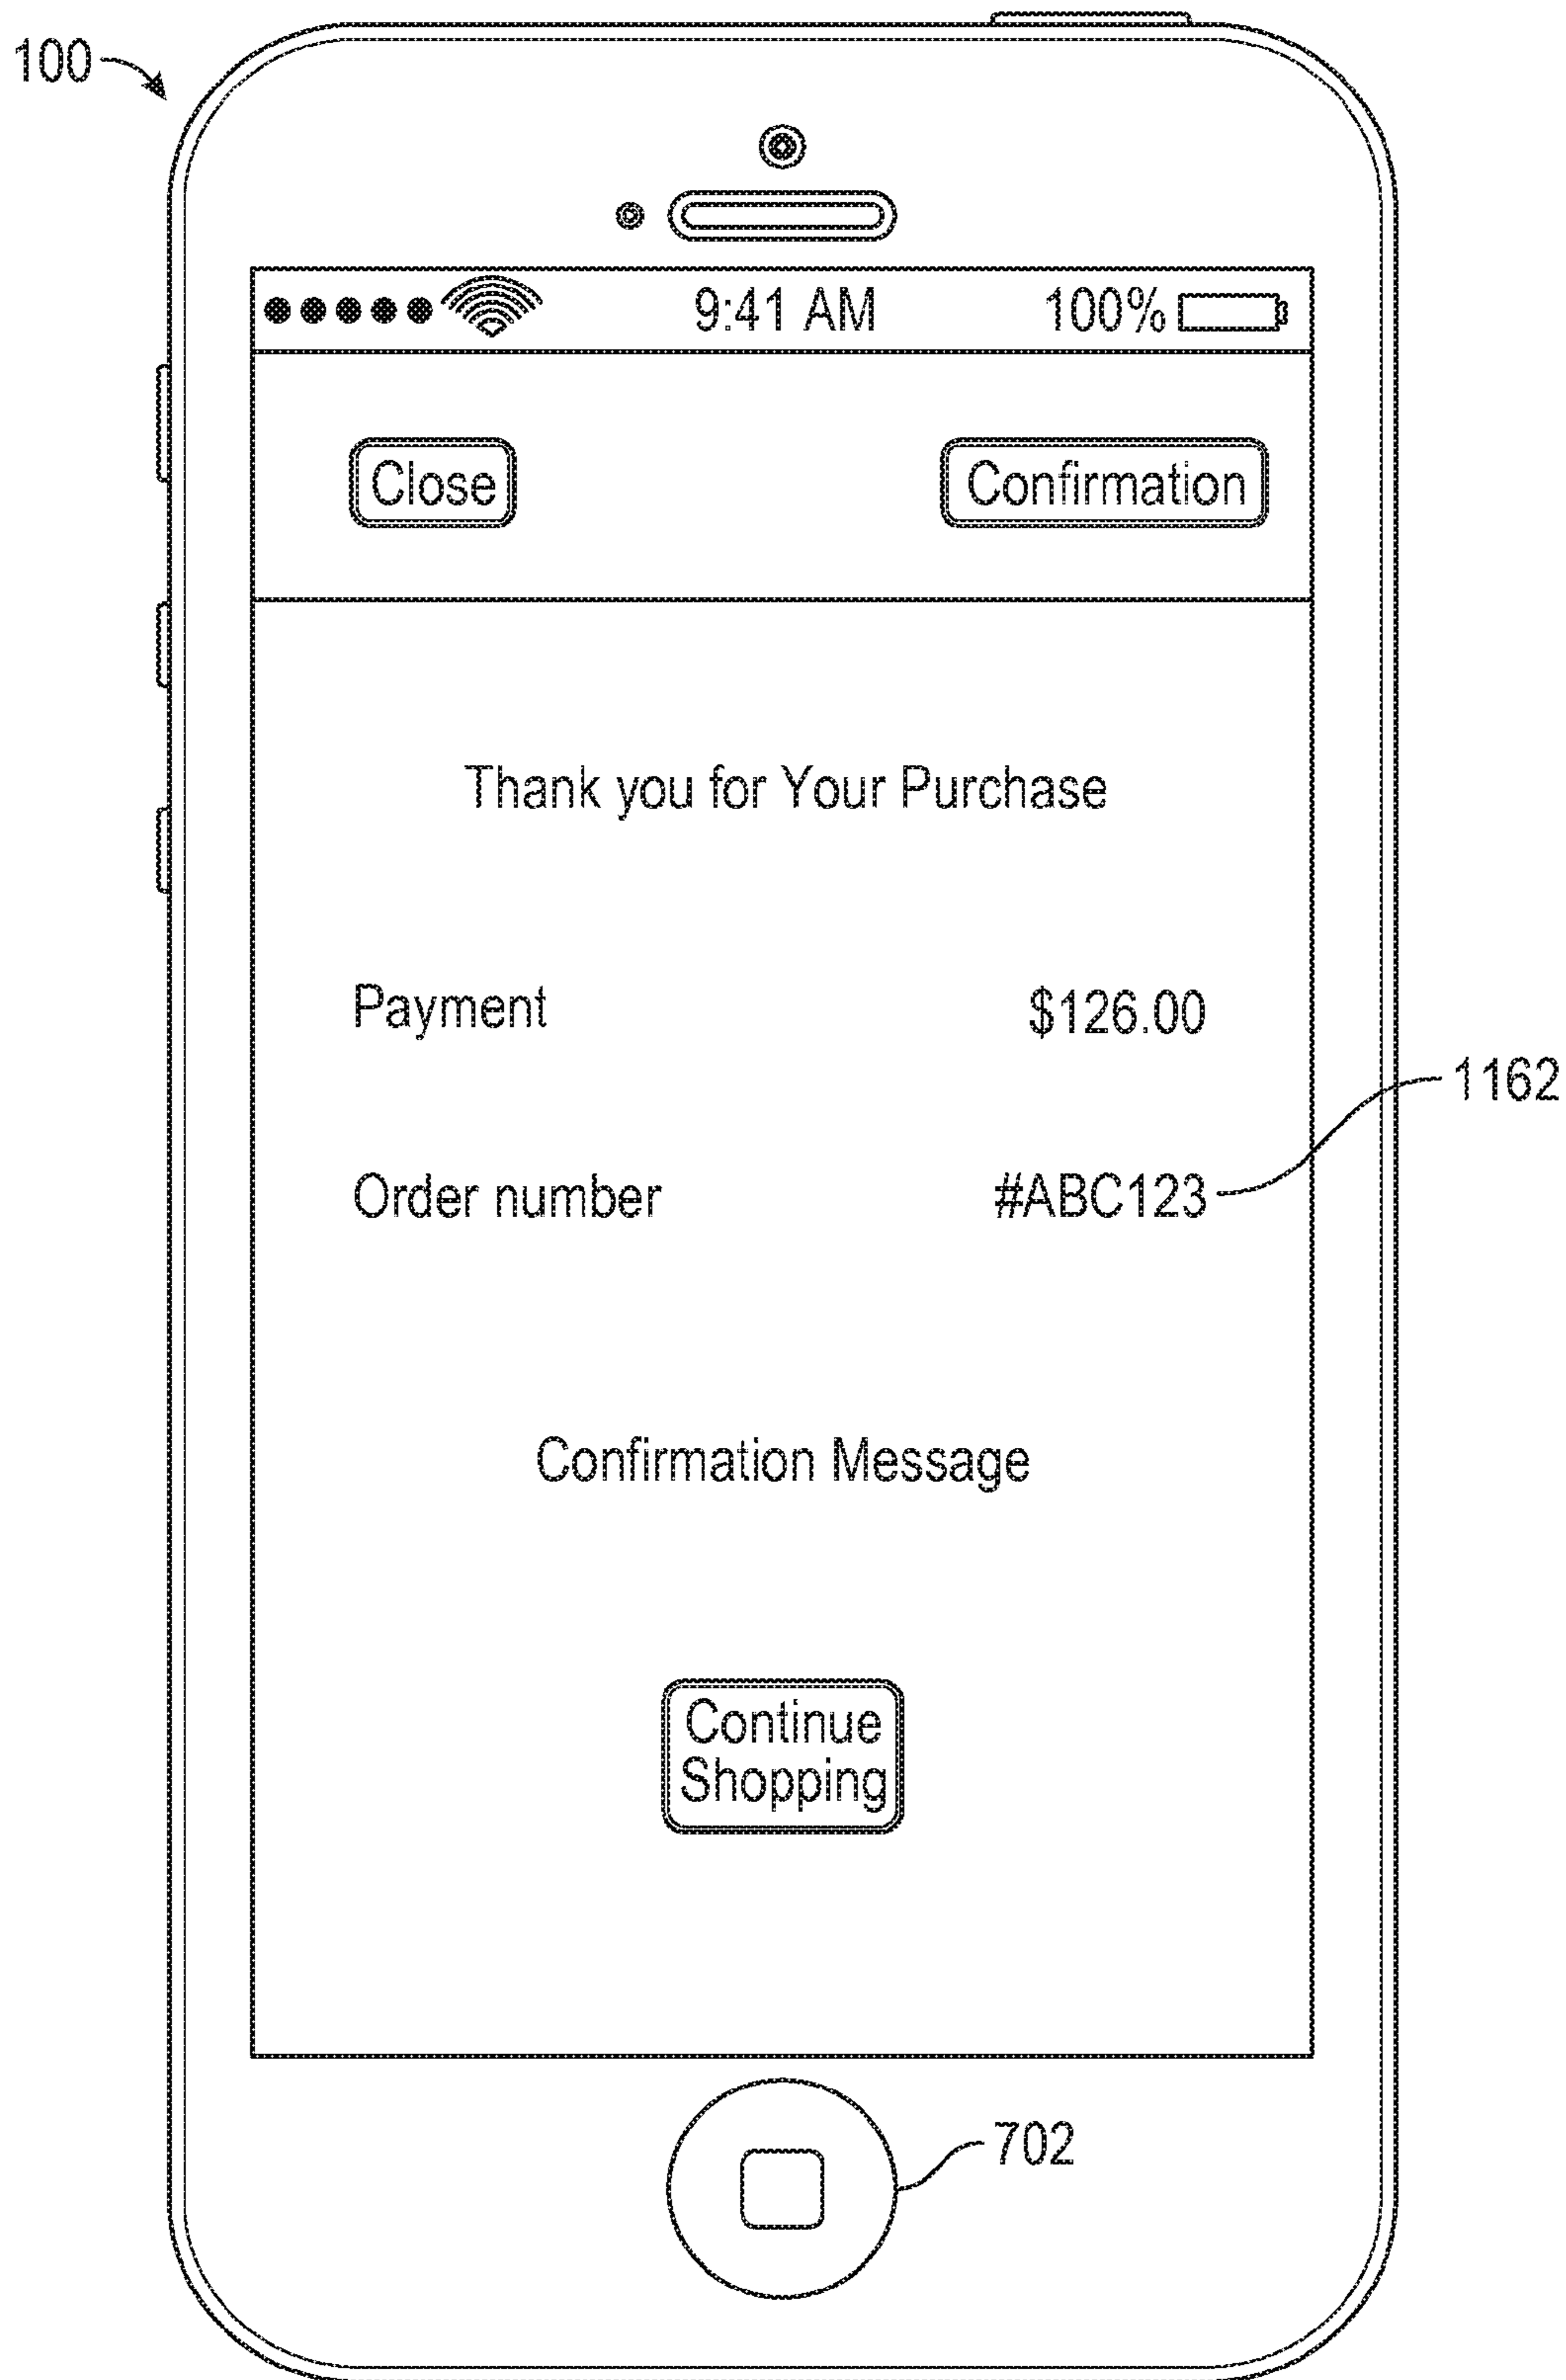 100
9:41 AM 100%
Close Confirmation
Thank you for Your Purchase
Payment $126.00
1162
Order number #ABC123
Confirmation Message
Continue
Shopping
702